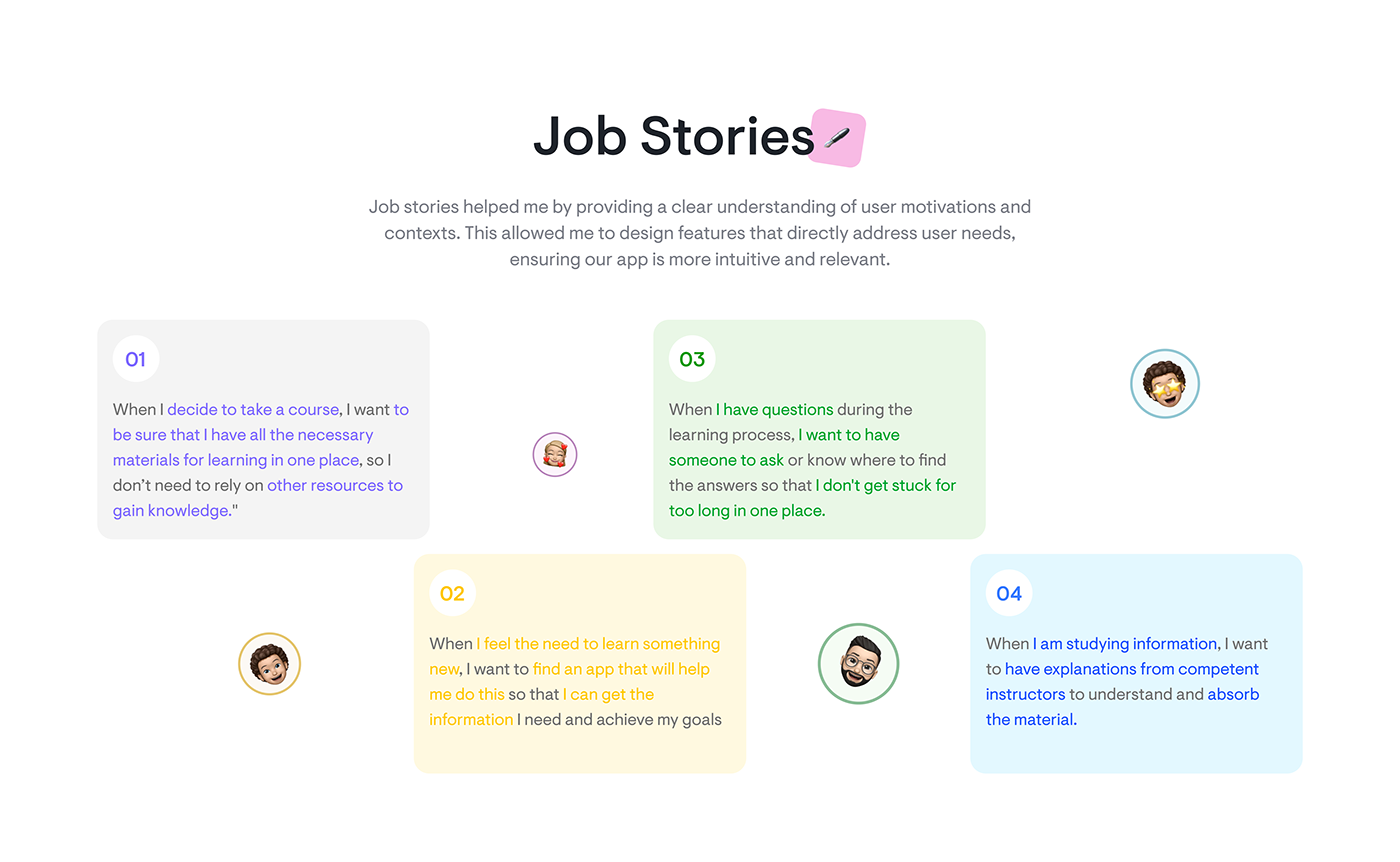 Job Stories
Job stories helped me by providing a clear understanding of user motivations and
contexts. This allowed me to design features that directly address user needs,
ensuring our app is more intuitive and relevant.
01
When I decide to take a course, I want to
be sure that I have all the necessary
materials for learning in one place, so I
don’t need to rely on other resources to
gain knowledge."
02
When I feel the need to learn something
new, I want to find an app that will help
me do this so that I can get the
information I need and achieve my goals
03
When I have questions during the
learning process, I want to have
someone to ask or know where to find
the answers so that I don't get stuck for
too long in one place.
04
When I am studying information, I want
to have explanations from competent
instructors to understand and absorb
the material.